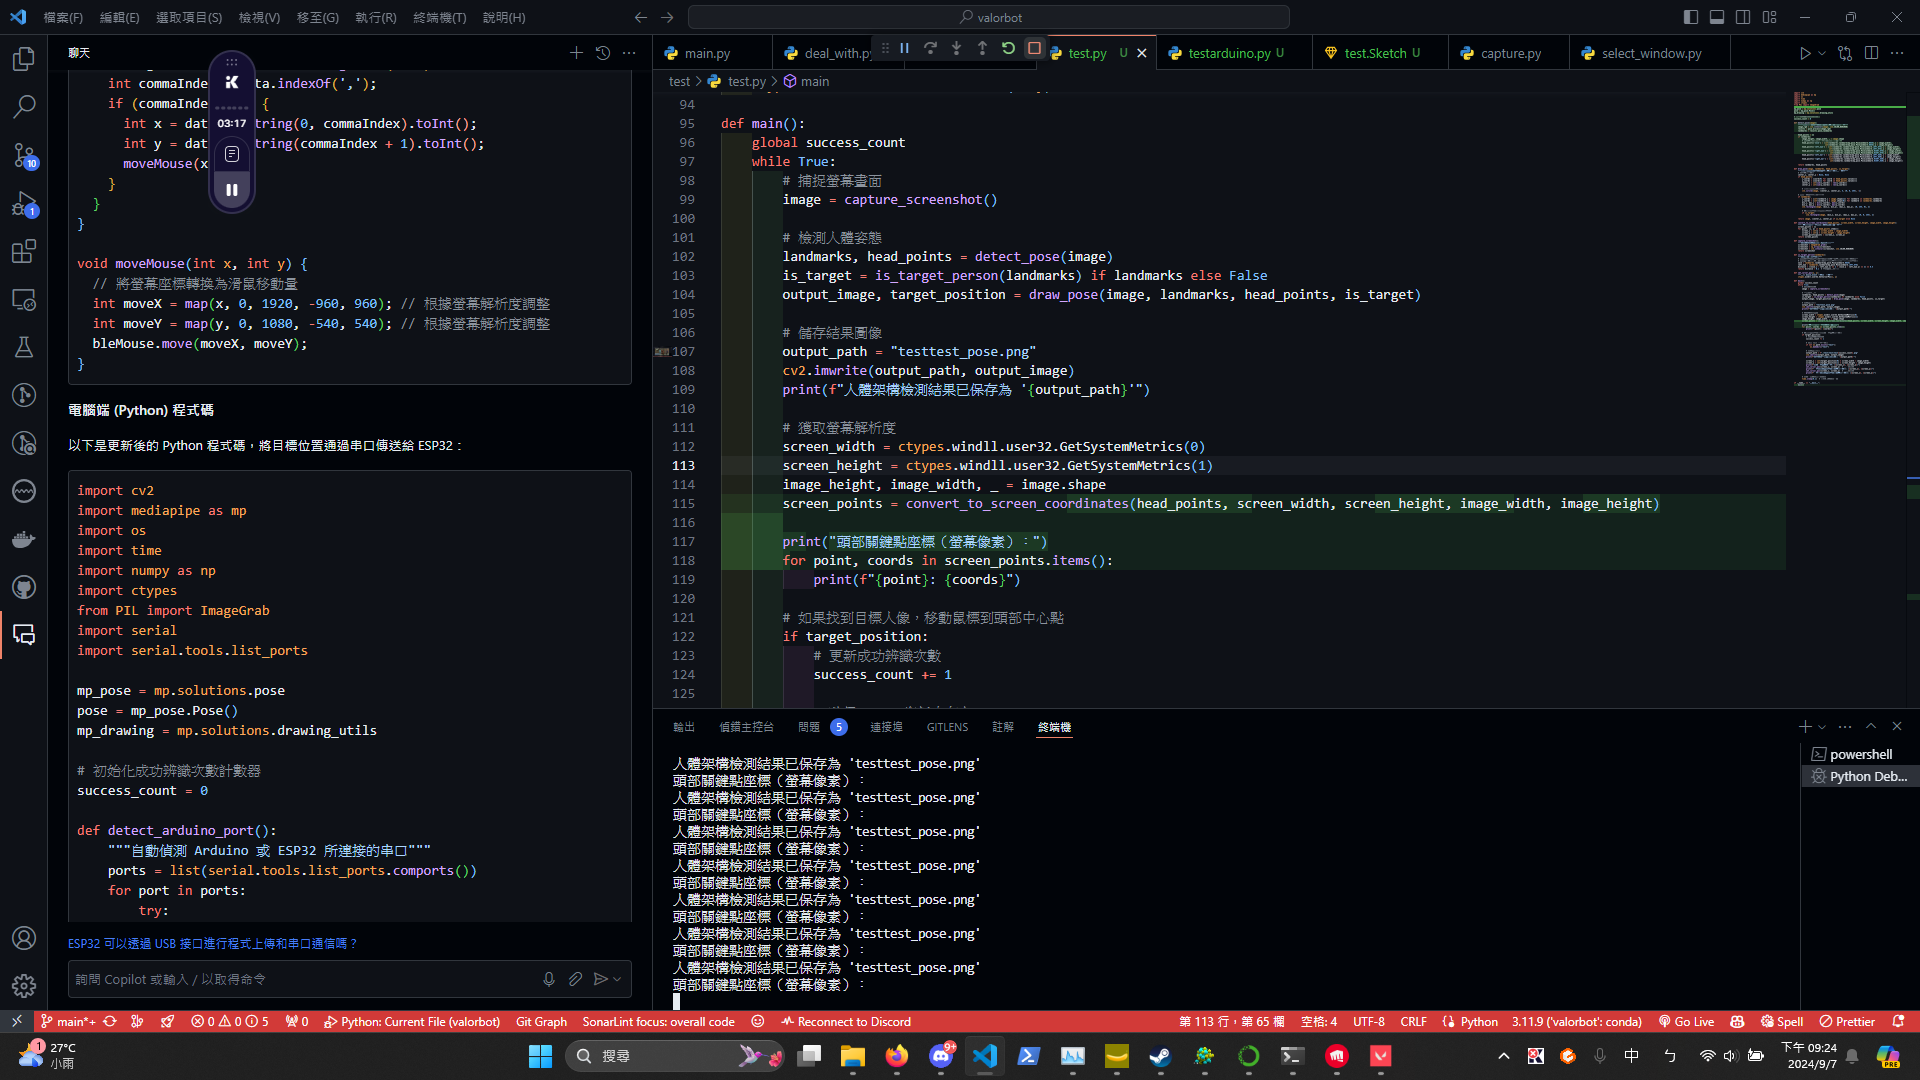 檔案(F)
編輯(E)
選取項目(S)
檢視(V)
移至(G)
執行(R)
終端機(T)
說明(H)
valorbot
聊天
int commaInde ta.indexOf(',');
if (commaInde {
03:17
int x = dat tring(0, commaIndex).toInt();
int y = dat tring(commaIndex + 1).toInt();
moveMouse(x
}
}
}
void moveMouse(int x, int y) {
// 將螢幕座標轉換為滑鼠移動量
int moveX = map(x, 0, 1920, -960, 960); // 根據螢幕解析度調整
int moveY = map(y, 0, 1080, -540, 540); // 根據螢幕解析度調整
bleMouse.move(moveX, moveY);
}
電腦端 (Python) 程式碼
以下是更新後的 Python 程式碼，將目標位置通過串口傳送給 ESP32：
import cv2
import mediapipe as mp
import os
import time
import numpy as np
import ctypes
from PIL import ImageGrab
import serial
import serial.tools.list_ports
mp_pose = mp.solutions.pose
pose = mp_pose.Pose()
mp_drawing = mp.solutions.drawing_utils
# 初始化成功辨識次數計數器
success_count = 0
def detect_arduino_port():
"""自動偵測 Arduino 或 ESP32 所連接的串口"""
ports = list(serial.tools.list_ports.comports())
for port in ports:
try:
ESP32 可以透過 USB 接口進行程式上傳和串口通信嗎？
詢問 Copilot 或輸入 / 以取得命令
10
1
main.py
deal_with.py
test.py U
testarduino.py U
test.Sketch U
capture.py
select_window.py
test > test.py > main
94
95 def main():
96 global success_count
97 while True:
98 # 捕捉螢幕畫面
99 image = capture_screenshot()
100
101 # 檢測人體姿態
102 landmarks, head_points = detect_pose(image)
103 is_target = is_target_person(landmarks) if landmarks else False
104 output_image, target_position = draw_pose(image, landmarks, head_points, is_target)
105
106 # 儲存結果圖像
107 output_path = "testtest_pose.png"
108 cv2.imwrite(output_path, output_image)
109 print(f"人體架構檢測結果已保存為 '{output_path}'")
110
111 # 獲取螢幕解析度
112 screen_width = ctypes.windll.user32.GetSystemMetrics(0)
113 screen_height = ctypes.windll.user32.GetSystemMetrics(1)
114 image_height, image_width, _ = image.shape
115 screen_points = convert_to_screen_coordinates(head_points, screen_width, screen_height, image_width, image_height)
116
117 print("頭部關鍵點座標（螢幕像素）：")
118 for point, coords in screen_points.items():
119 print(f"{point}: {coords}")
120
121 # 如果找到目標人像，移動鼠標到頭部中心點
122 if target_position:
123 # 更新成功辨識次數
124 success_count += 1
125
輸出
偵錯主控台
問題 5
連接埠
GITLENS
註解
終端機
powershell
Python Deb...
人體架構檢測結果已保存為 'testtest_pose.png'
頭部關鍵點座標（螢幕像素）：
人體架構檢測結果已保存為 'testtest_pose.png'
頭部關鍵點座標（螢幕像素）：
人體架構檢測結果已保存為 'testtest_pose.png'
頭部關鍵點座標（螢幕像素）：
人體架構檢測結果已保存為 'testtest_pose.png'
頭部關鍵點座標（螢幕像素）：
人體架構檢測結果已保存為 'testtest_pose.png'
頭部關鍵點座標（螢幕像素）：
人體架構檢測結果已保存為 'testtest_pose.png'
頭部關鍵點座標（螢幕像素）：
人體架構檢測結果已保存為 'testtest_pose.png'
頭部關鍵點座標（螢幕像素）：
main*+
0 0 5
0
Python: Current File (valorbot)
Git Graph
SonarLint focus: overall code
Reconnect to Discord
第 113 行，第 65 欄
空格: 4
UTF-8
CRLF
Python
3.11.9 ('valorbot': conda)
Go Live
Spell
Prettier
1
27°C
小雨
搜尋
9+
中
下午 09:24
2024/9/7
PRE